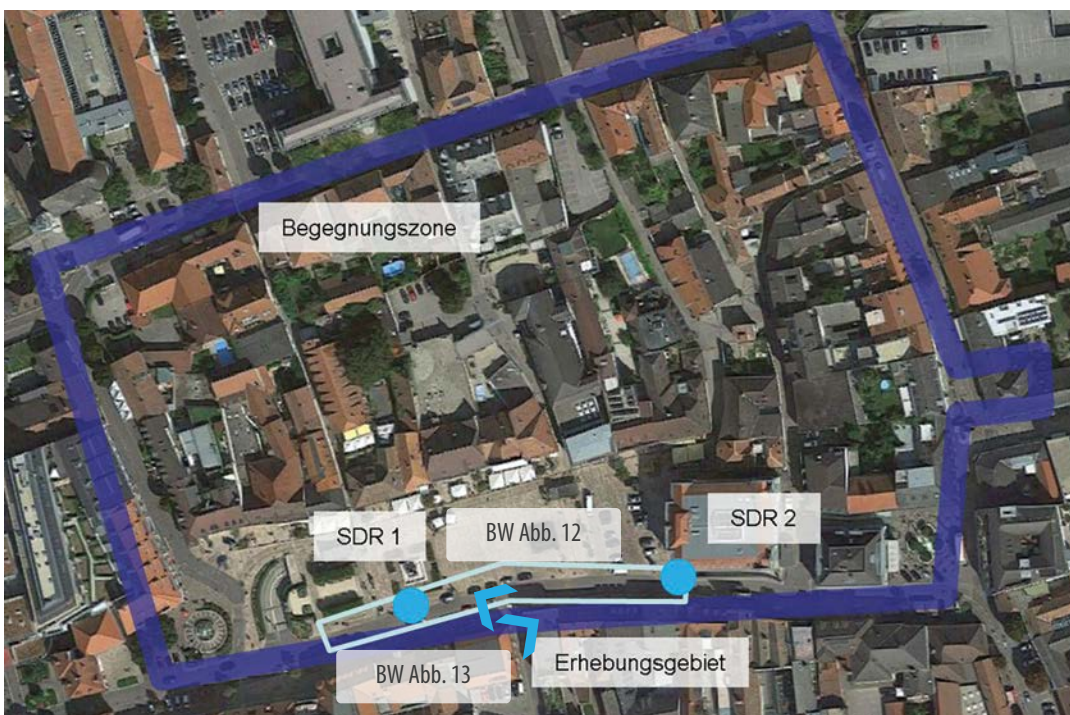 Begegnungszone
SDR 1
BW Abb. 12
SDR 2
BW Abb. 13
Erhebungsgebiet